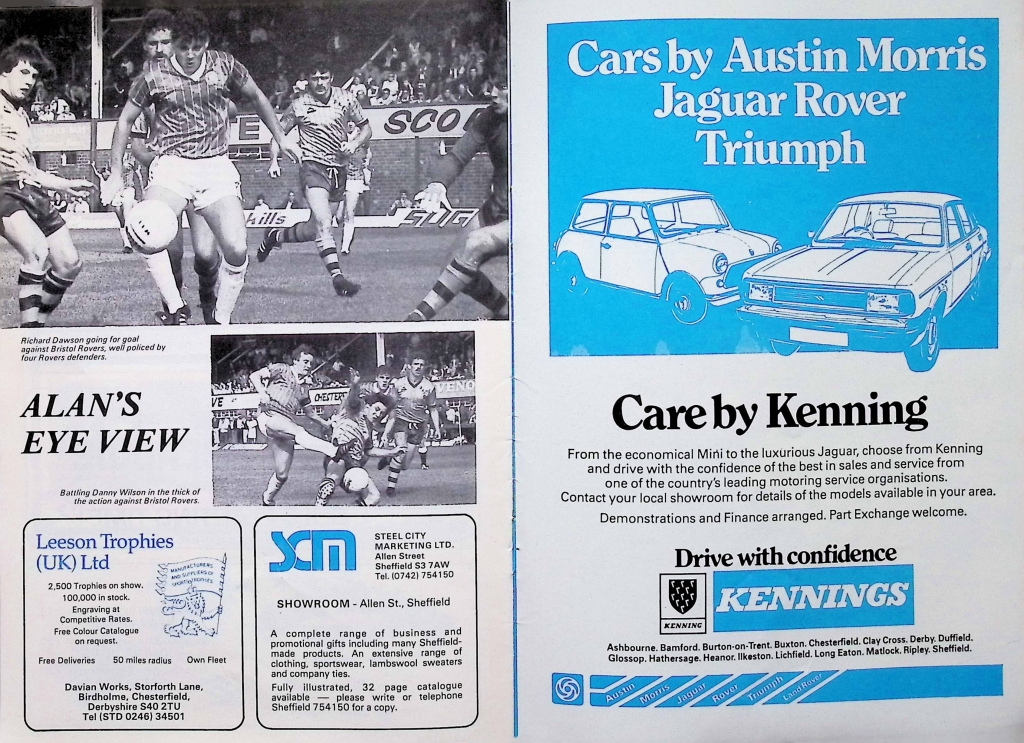 SCO
kills
Richard Dawson going for goal
against Bristol Rovers, well policed by
four Rovers defenders.
ALAN'S
EYE VIEW
CHESTER
VENO
Battling Danny Wilson in the thick of
the action against Bristol Rovers.
Leeson Trophies
(UK) Ltd
MANUFACTURERS
AND SUPPLIERS OF
SPORTS TROPHIES
2,500 Trophies on show.
100,000 in stock.
Engraving at
Competitive Rates.
Free Colour Catalogue
on request.
Free Deliveries 50 miles radius Own Fleet
Davian Works, Storforth Lane,
Birdholme, Chesterfield,
Derbyshire S40 2TU
Tel (STD 0246) 34501
SCM
STEEL CITY
MARKETING LTD.
Allen Street
Sheffield S3 7AW
Tel. (0742) 754150
SHOWROOM - Allen St., Sheffield
A complete range of business and
promotional gifts including many Sheffield-
made products. An extensive range of
clothing, sportswear, lambswool sweaters
and company ties.
Fully illustrated, 32 page catalogue
available — please write or telephone
Sheffield 754150 for a copy.
Cars by Austin Morris
Jaguar Rover
Triumph
Care by Kenning
From the economical Mini to the luxurious Jaguar, choose from Kenning
and drive with the confidence of the best in sales and service from
one of the country's leading motoring service organisations.
Contact your local showroom for details of the models available in your area.
Demonstrations and Finance arranged. Part Exchange welcome.
Drive with confidence
KENNING
KENNINGS
Ashbourne. Bamford. Burton-on-Trent. Buxton. Chesterfield. Clay Cross. Derby. Duffield.
Glossop. Hathersage. Heanor. Ilkeston. Lichfield. Long Eaton. Matlock. Ripley. Sheffield.
Austin Morris Jaguar Rover Triumph Land Rover